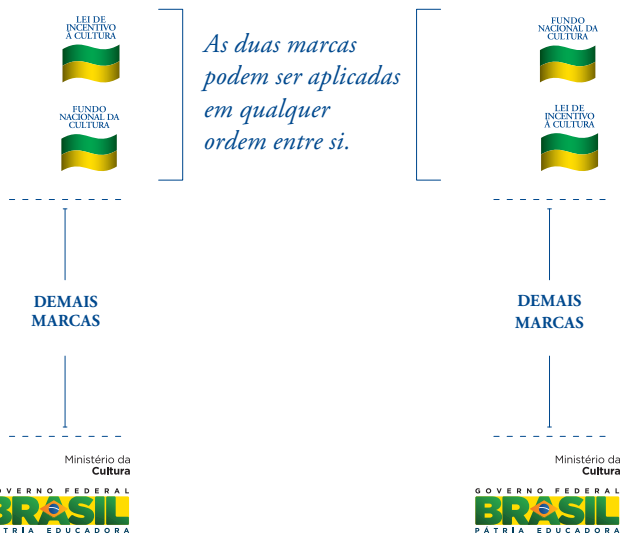 LEI DE
INCENTIVO
À CULTURA
FUNDO
NACIONAL DA
CULTURA
As duas marcas
podem ser aplicadas
em qualquer
ordem entre si.
FUNDO
NACIONAL DA
CULTURA
LEI DE
INCENTIVO
À CULTURA
DEMAIS
MARCAS
DEMAIS
MARCAS
Ministério da
Cultura
OVERNO FEDERAL
BRASIL
TRIA EDUCADORA
Ministério da
Cultura
GOVERNO FEDERAL
BRASIL
PÁTRIA EDUCADORA